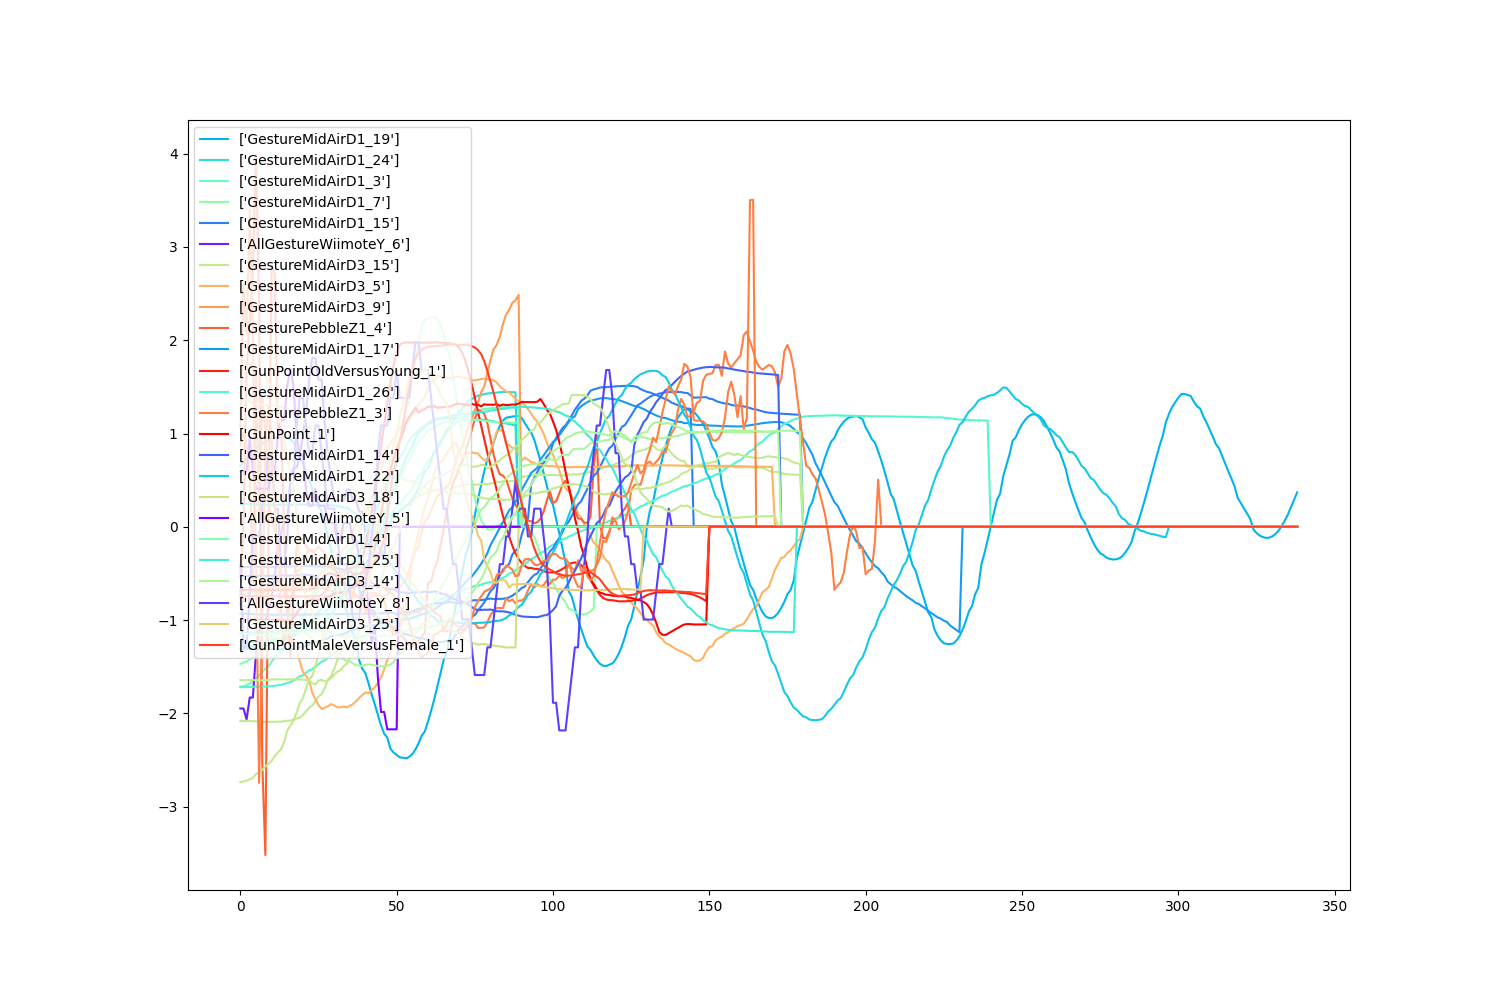 ['GestureMidAirD1_19']
['GestureMidAirD1_24']
['GestureMidAirD1_3']
['GestureMidAirD1_7']
['GestureMidAirD1_15']
['AllGestureWiimoteY_6']
['GestureMidAirD3_15']
['GestureMidAirD3_5']
['GestureMidAirD3_9']
['GesturePebbleZ1_4']
['GestureMidAirD1_17']
['GunPointOldVersusYoung_1']
['GestureMidAirD1_26']
['GesturePebbleZ1_3']
['GunPoint_1']
['GestureMidAirD1_14']
['GestureMidAirD1_22']
['GestureMidAirD3_18']
['AllGestureWiimoteY_5']
['GestureMidAirD1_4']
['GestureMidAirD1_25']
['GestureMidAirD3_14']
['AllGestureWiimoteY_8']
['GestureMidAirD3_25']
['GunPointMaleVersusFemale_1']
4
3
2
1
0
−1
−2
−3
0 50 100 150 200 250 300 350